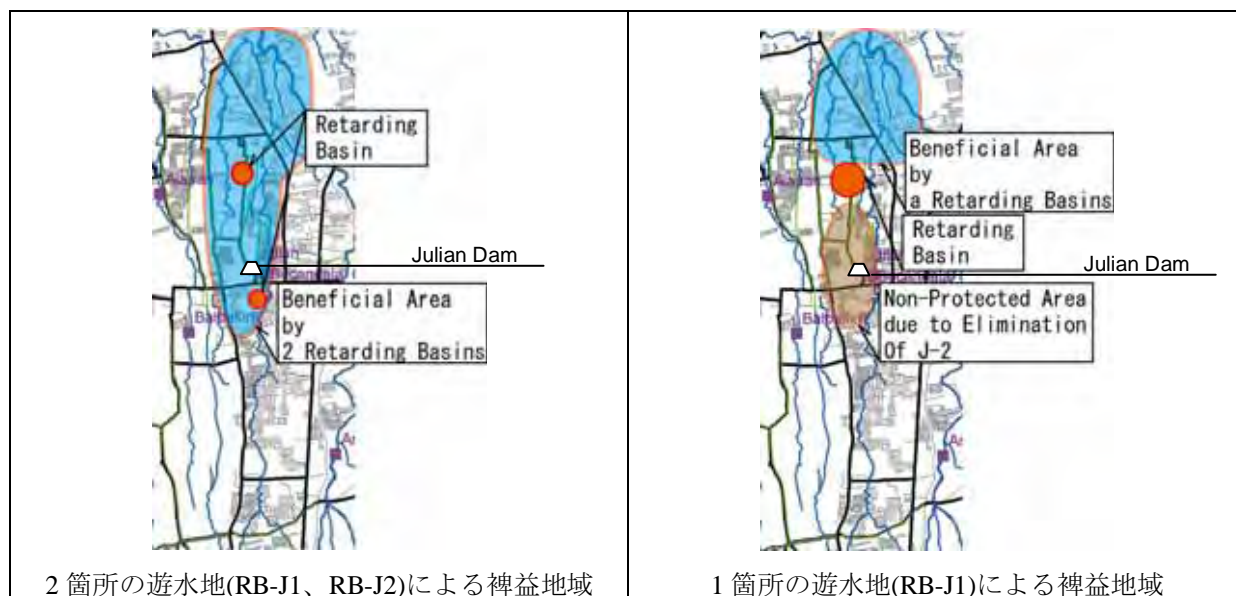 Retarding
Basin
Julian Dam
Beneficial Area
by
2 Retarding Basins
2 箇所の遊水地(RB-J1、RB-J2)による裨益地域
Beneficial Area
by
a Retarding Basins
Retarding
Basin
Julian Dam
Non-Protected Area
due to Elimination
Of J-2
1 箇所の遊水地(RB-J1)による裨益地域